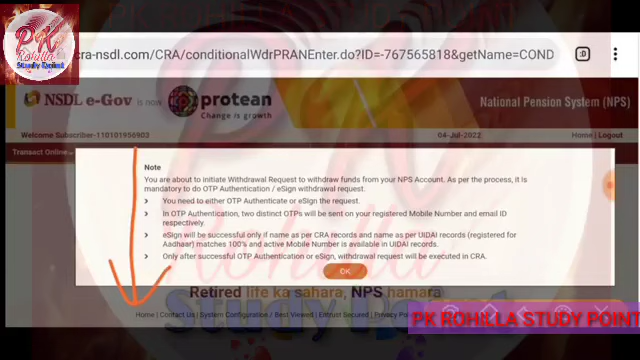 PK
Rohilla
Study Point
cra-nsdl.com/CRA/conditionalWdrPRANEnter.do?ID=-767565818&getName=COND
:D
NSDL e-Gov is now protean
Change is growth
National Pension System (NPS)
Welcome Subscriber-110101956903
04-Jul-2022
Home | Logout
Transact Online
Note
You are about to initiate Withdrawal Request to withdraw funds from your NPS Account. As per the process, it is
mandatory to do OTP Authentication / eSign withdrawal request.
You need to either OTP Authenticate or eSign the request.
In OTP Authentication, two distinct OTPs will be sent on your registered Mobile Number and email ID
respectively.
eSign will be successful only if name as per CRA records and name as per UIDAI records (registered for
Aadhaar) matches 100% and active Mobile Number is available in UIDAI records.
Only after successful OTP Authentication or eSign, withdrawal request will be executed in CRA.
OK
Retired life ka sahara, NPS hamara
Home | Contact Us | System Configuration / Best Viewed | Entrust Secured | Privacy
PK ROHILLA STUDY POINT